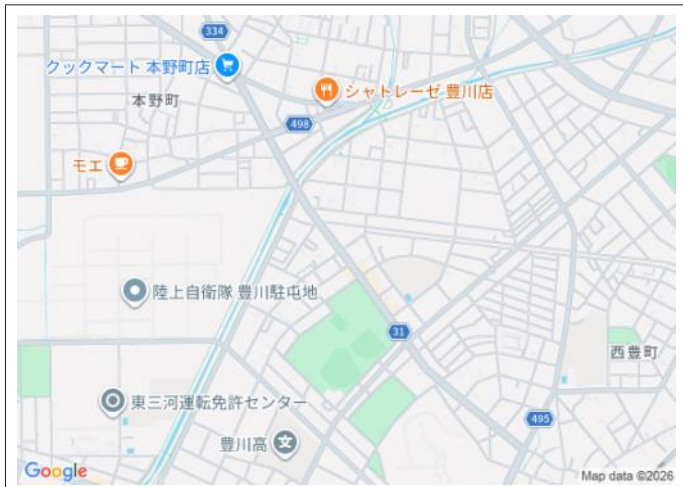 334
クックマート 本野町店
シャトレーゼ 豊川店
本野町
498
モエ
陸上自衛隊 豊川駐屯地
31
西豊町
東三河運転免許センター
495
豊川高
文
Google
Map data ©2026